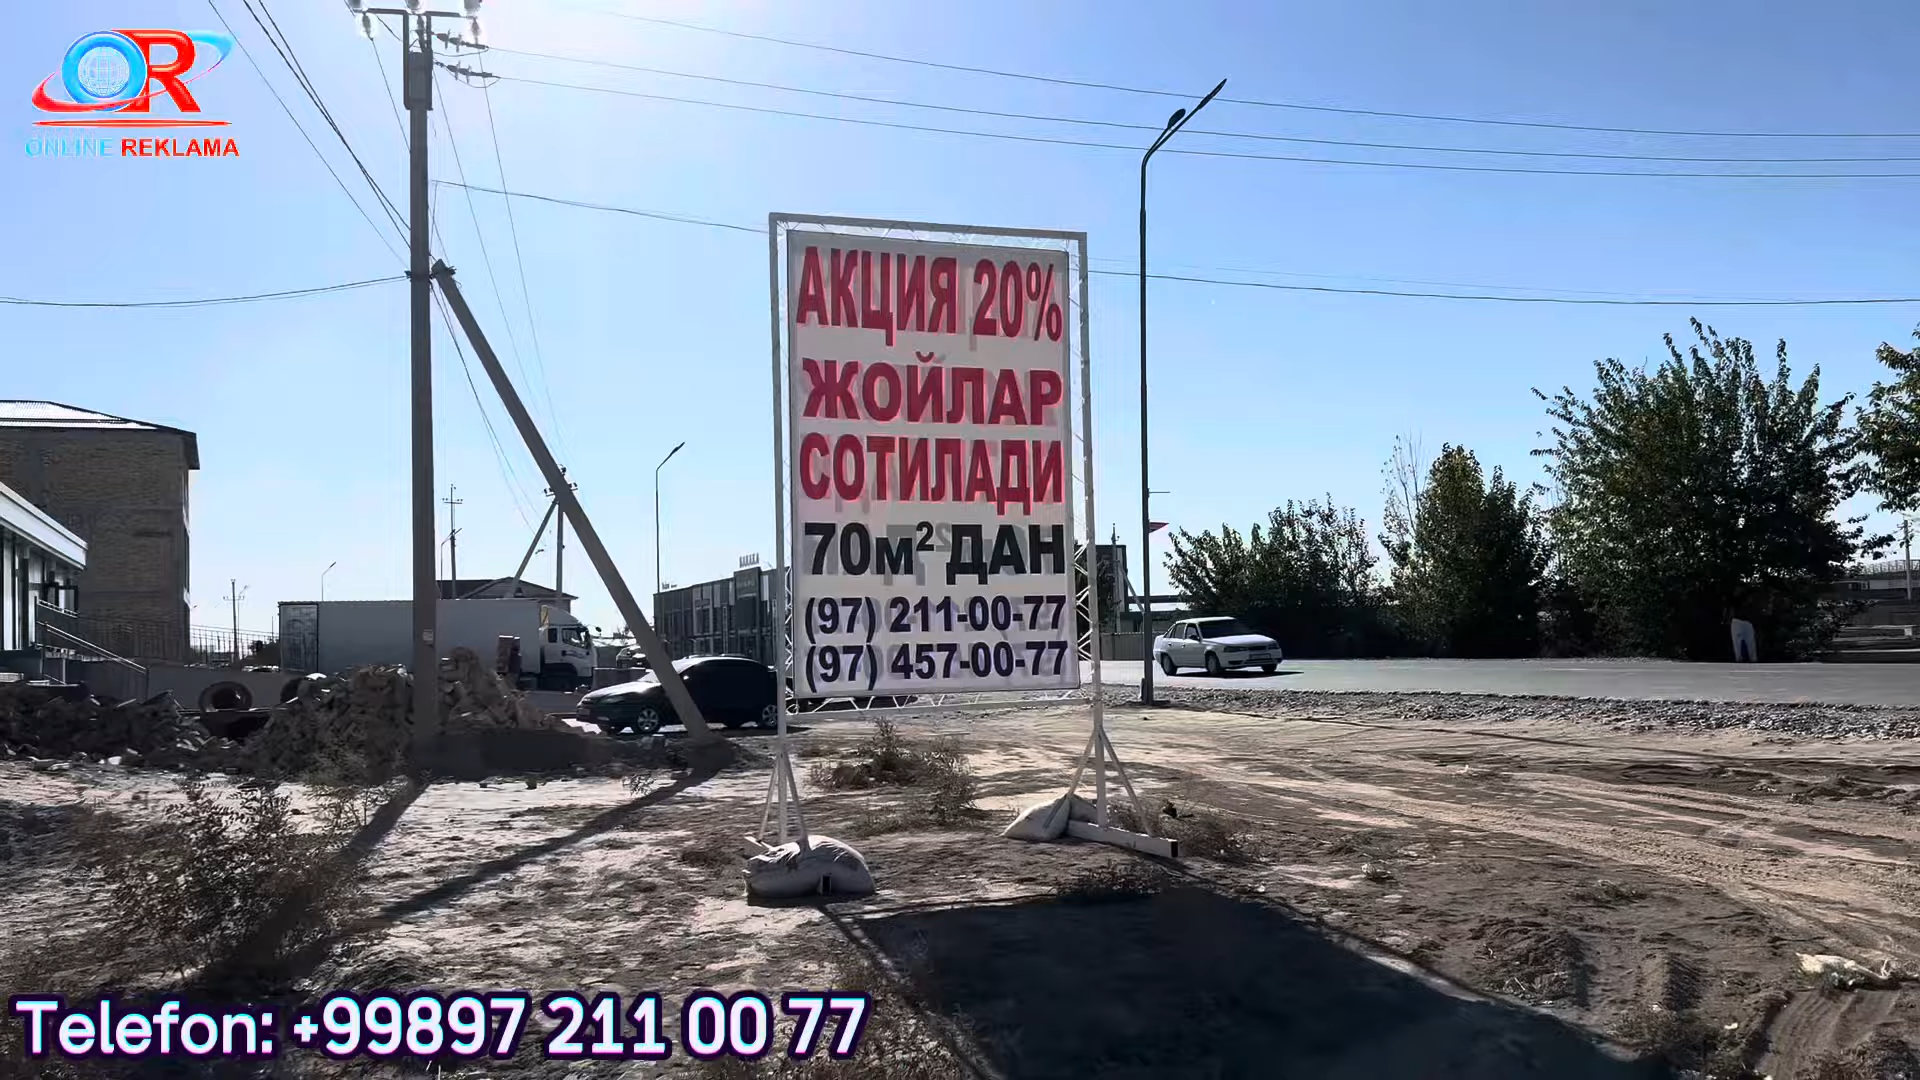 OR
ONLINE REKLAMA
АКЦИЯ 20%
ЖОЙЛАР
СОТИЛАДИ
70м² ДАН
(97) 211-00-77
(97) 457-00-77
Telefon: +99897 211 00 77